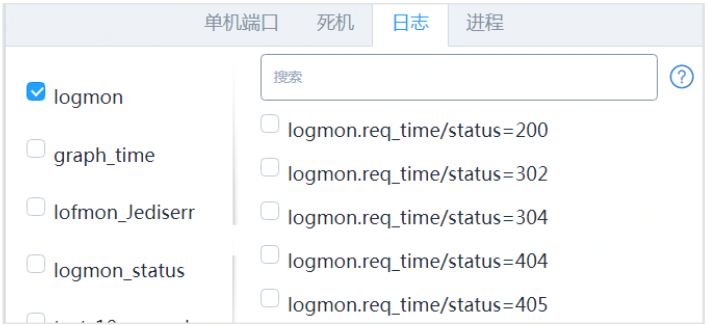 单机端口 死机 日志 进程
logmon
graph_time
lofmon_Jediserr
logmon_status
搜索
logmon.req_time/status=200
logmon.req_time/status=302
logmon.req_time/status=304
logmon.req_time/status=404
logmon.req_time/status=405